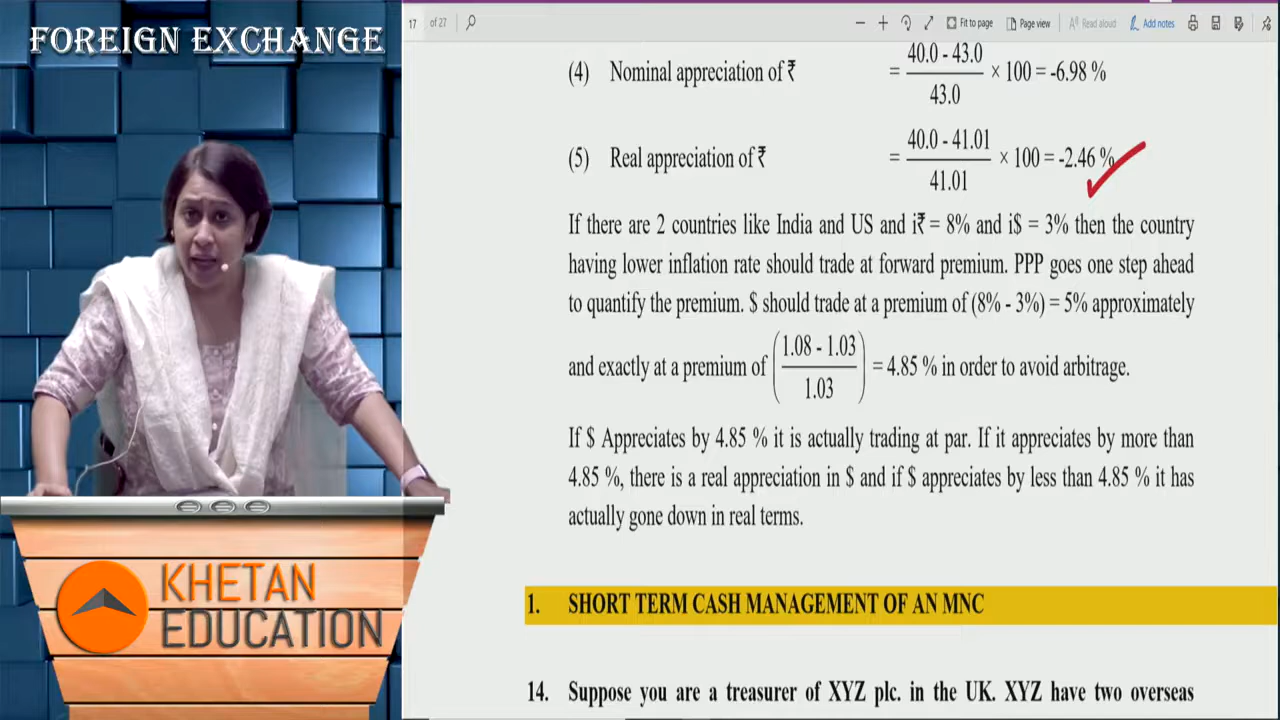 FOREIGN EXCHANGE
17 of 27
Fit to page
Page view
Read aloud
Add notes
(4) Nominal appreciation of ₹ = 40.0 - 43.0 / 43.0 × 100 = -6.98 %
(5) Real appreciation of ₹ = 40.0 - 41.01 / 41.01 × 100 = -2.46 %
If there are 2 countries like India and US and i₹ = 8% and i$ = 3% then the country
having lower inflation rate should trade at forward premium. PPP goes one step ahead
to quantify the premium. $ should trade at a premium of (8% - 3%) = 5% approximately
and exactly at a premium of (1.08 - 1.03 / 1.03) = 4.85 % in order to avoid arbitrage.
If $ Appreciates by 4.85 % it is actually trading at par. If it appreciates by more than
4.85 %, there is a real appreciation in $ and if $ appreciates by less than 4.85 % it has
actually gone down in real terms.
1. SHORT TERM CASH MANAGEMENT OF AN MNC
14. Suppose you are a treasurer of XYZ plc. in the UK. XYZ have two overseas
KHETAN
EDUCATION